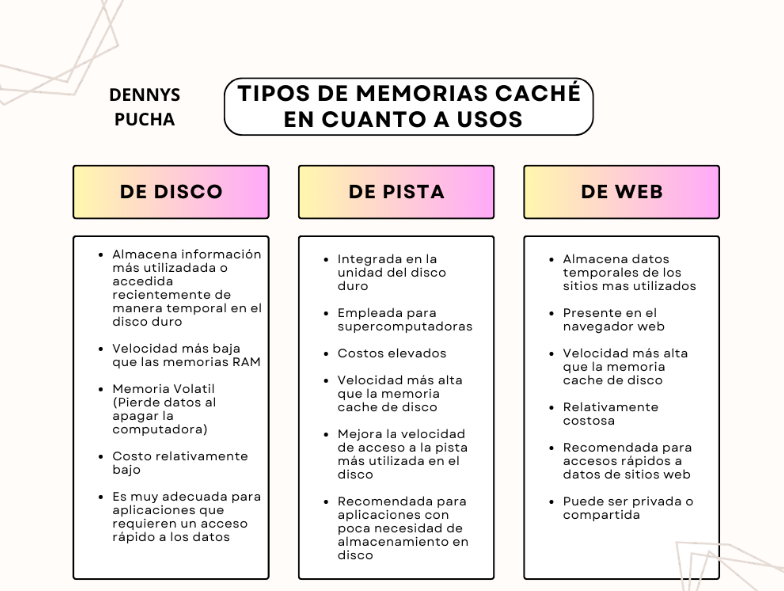 DENNYS
PUCHA
TIPOS DE MEMORIAS CACHÉ
EN CUANTO A USOS
DE DISCO
• Almacena información
más utilizadada o
accedida
recientemente de
manera temporal en el
disco duro
• Velocidad más baja
que las memorias RAM
• Memoria Volatil
(Pierde datos al
apagar la
computadora)
• Costo relativamente
bajo
• Es muy adecuada para
aplicaciones que
requieren un acceso
rápido a los datos
DE PISTA
• Integrada en la
unidad del disco
duro
• Empleada para
supercomputadoras
• Costos elevados
• Velocidad más alta
que la memoria
cache de disco
• Mejora la velocidad
de acceso a la pista
más utilizada en el
disco
• Recomendada para
aplicaciones con
poca necesidad de
almacenamiento en
disco
DE WEB
• Almacena datos
temporales de los
sitios mas utilizados
• Presente en el
navegador web
• Velocidad más alta
que la memoria
cache de disco
• Relativamente
costosa
• Recomendada para
accesos rápidos a
datos de sitios web
• Puede ser privada o
compartida